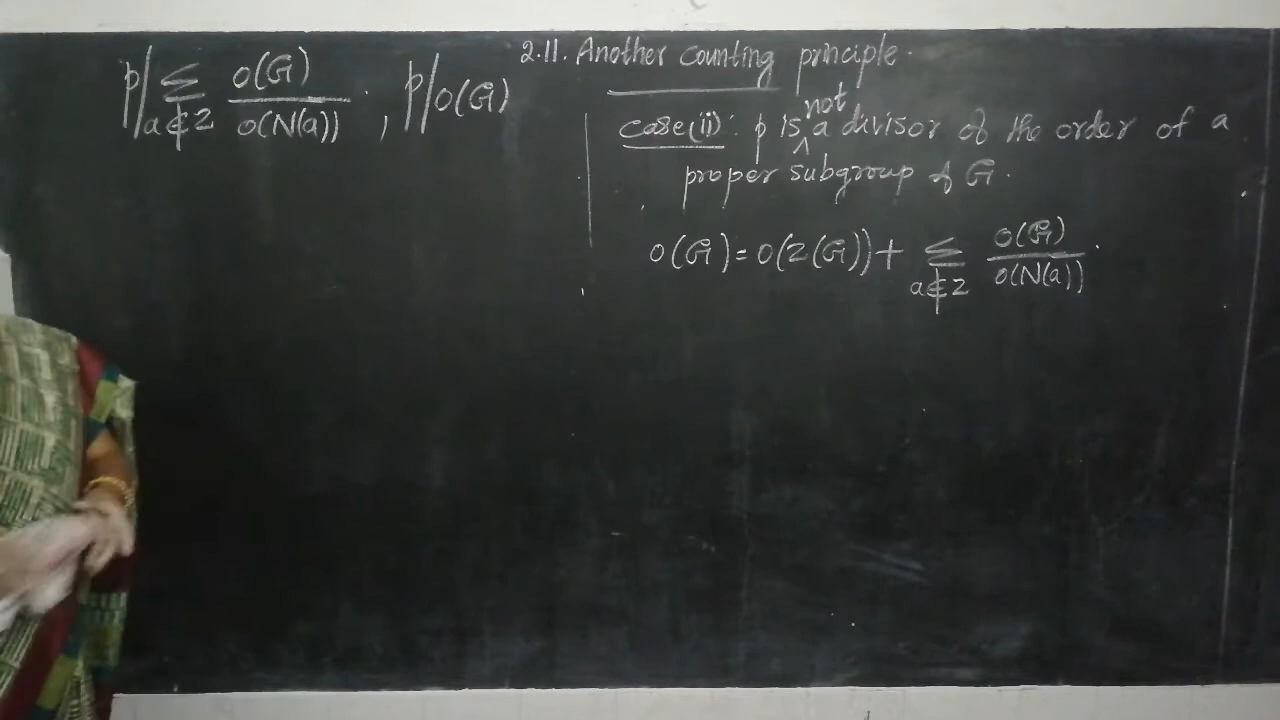 2.11. Another counting principle.
p | Σ_{a∉Z} o(G)/o(N(a)) , p | o(G)
case(ii): p is not a divisor of the order of a
proper subgroup of G.
o(G) = o(Z(G)) + Σ_{a∉Z} o(G)/o(N(a)).